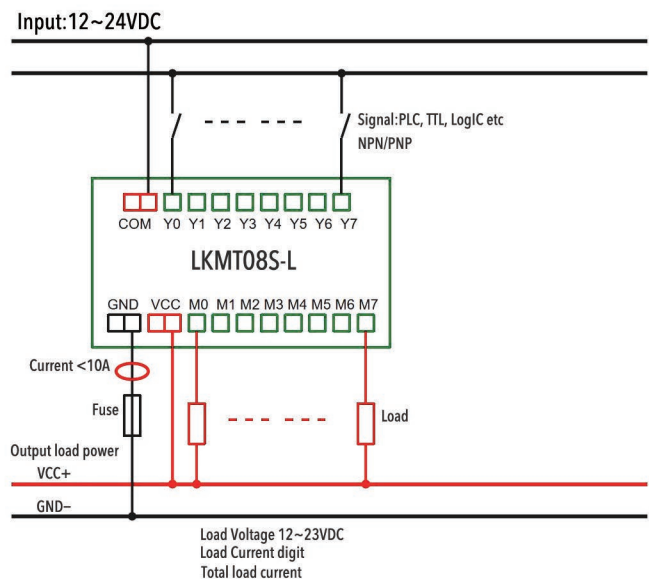 Input:12~24VDC
Signal:PLC, TTL, LogIC etc
NPN/PNP
COM Y0 Y1 Y2 Y3 Y4 Y5 Y6 Y7
LKMT08S-L
GND VCC M0 M1 M2 M3 M4 M5 M6 M7
Current <10A
Fuse
Load
Output load power
VCC+
GND−
Load Voltage 12~23VDC
Load Current digit
Total load current